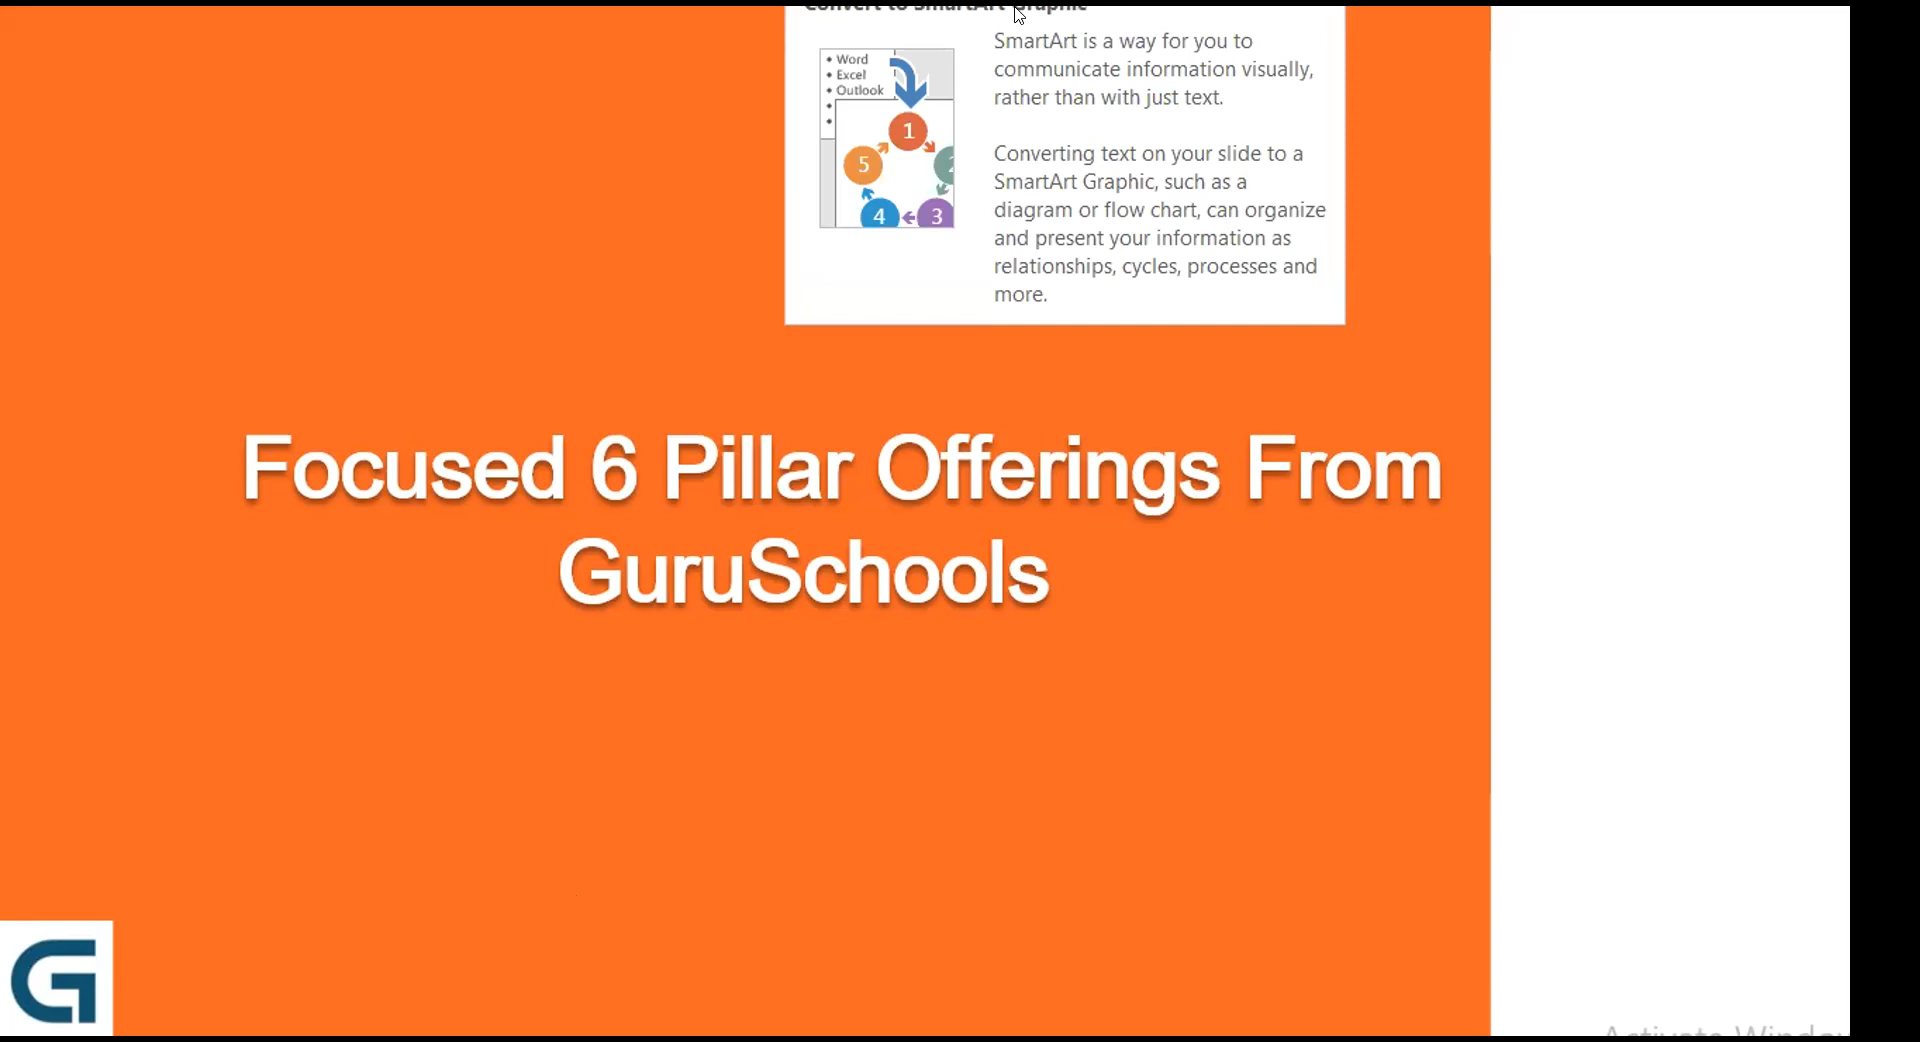 Convert to SmartArt Graphic
SmartArt is a way for you to
communicate information visually,
rather than with just text.
Converting text on your slide to a
SmartArt Graphic, such as a
diagram or flow chart, can organize
and present your information as
relationships, cycles, processes and
more.
• Word
• Excel
• Outlook
1
5
2
4
3
Focused 6 Pillar Offerings From
GuruSchools
G
Activate Windo